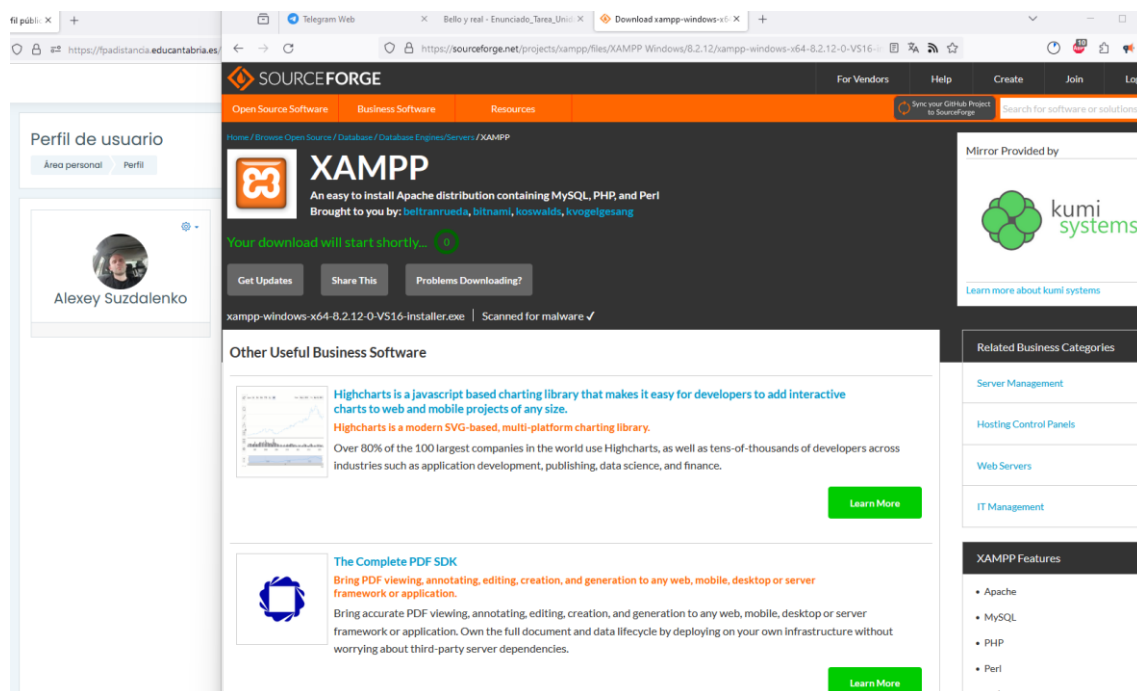 fil públic
https://fpadistancia.educantabria.es/
Perfil de usuario
Área personal Perfil
Alexey Suzdalenko
Telegram Web
Bello y real - Enunciado_Tarea_Unid
Download xampp-windows-x6
https://sourceforge.net/projects/xampp/files/XAMPP Windows/8.2.12/xampp-windows-x64-8.2.12-0-VS16-i
10
SOURCEFORGE
For Vendors Help Create Join Lo
Open Source Software Business Software Resources
Sync your GitHub Project
to SourceForge
Search for software or solutions
Home / Browse Open Source / Database / Database Engines/Servers / XAMPP
XAMPP
An easy to install Apache distribution containing MySQL, PHP, and Perl
Brought to you by: beltranrueda, bitnami, koswalds, kvogelgesang
Your download will start shortly... 0
Get Updates Share This Problems Downloading?
xampp-windows-x64-8.2.12-0-VS16-installer.exe | Scanned for malware ✓
Mirror Provided by
kumi
systems
Learn more about kumi systems
Other Useful Business Software
Highcharts is a javascript based charting library that makes it easy for developers to add interactive
charts to web and mobile projects of any size.
Highcharts is a modern SVG-based, multi-platform charting library.
Over 80% of the 100 largest companies in the world use Highcharts, as well as tens-of-thousands of developers across
industries such as application development, publishing, data science, and finance.
Learn More
The Complete PDF SDK
Bring PDF viewing, annotating, editing, creation, and generation to any web, mobile, desktop or server
framework or application.
Bring accurate PDF viewing, annotating, editing, creation, and generation to any web, mobile, desktop or server
framework or application. Own the full document and data lifecycle by deploying on your own infrastructure without
worrying about third-party server dependencies.
Learn More
Related Business Categories
Server Management
Hosting Control Panels
Web Servers
IT Management
XAMPP Features
• Apache
• MySQL
• PHP
• Perl